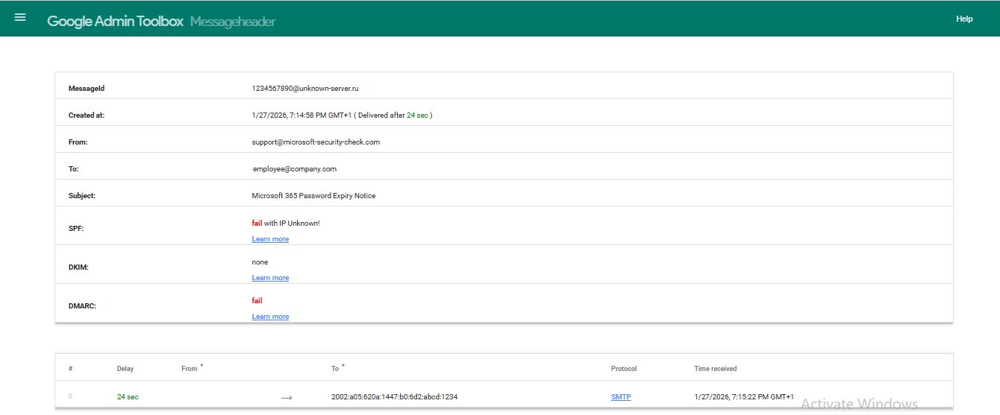 Google Admin Toolbox Messageheader Help
MessageId 1234567890@unknown-server.ru
Created at: 1/27/2026, 7:14:58 PM GMT+1 ( Delivered after 24 sec )
From: support@microsoft-security-check.com
To: employee@company.com
Subject: Microsoft 365 Password Expiry Notice
SPF: fail with IP Unknown!
Learn more
DKIM: none
Learn more
DMARC: fail
Learn more
# Delay From * To * Protocol Time received
0 24 sec → 2002:a05:620a:1447:b0:6d2:abcd:1234 SMTP 1/27/2026, 7:15:22 PM GMT+1
Activate Windows